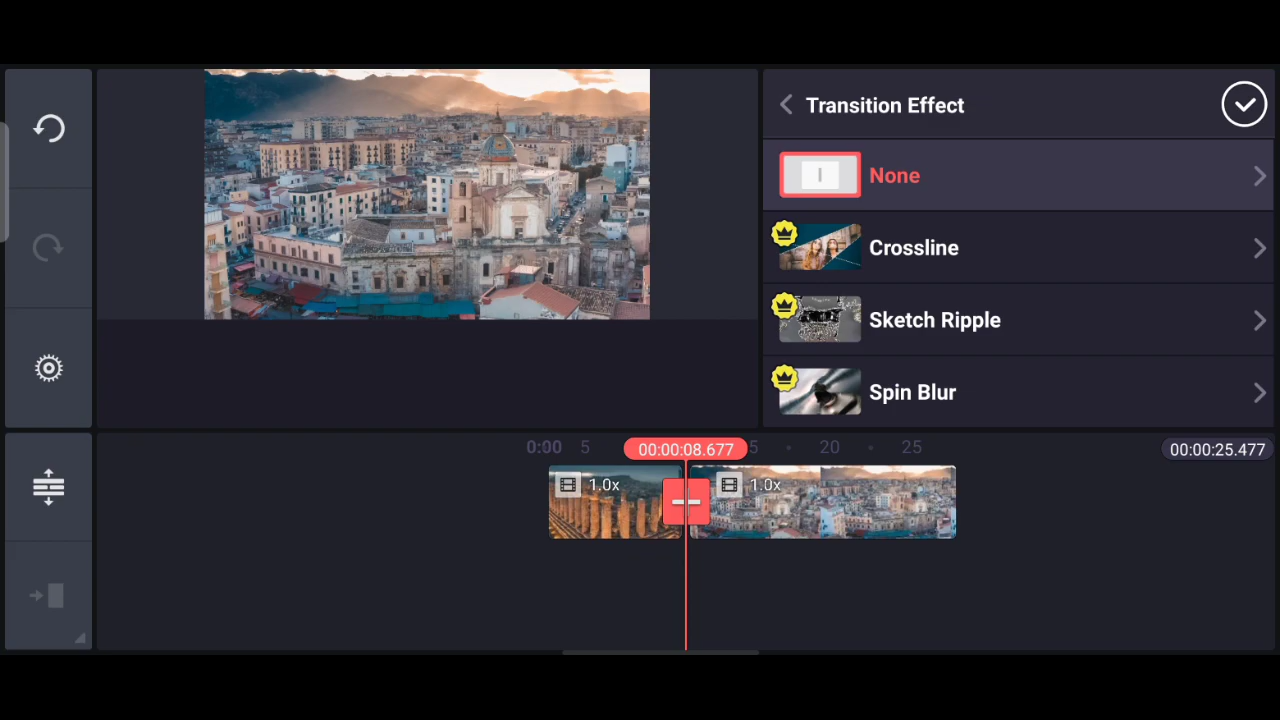 Transition Effect
None
Crossline
Sketch Ripple
Spin Blur
0:00 5 00:00:08.677 5 20 25 00:00:25.477
1.0x 1.0x